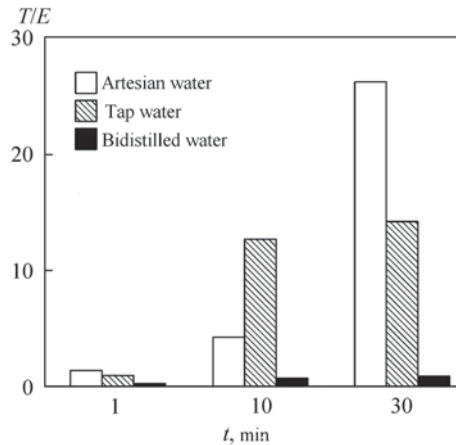 T/E
30
Artesian water
Tap water
Bidistilled water
20
10
0
1 10 30
t, min